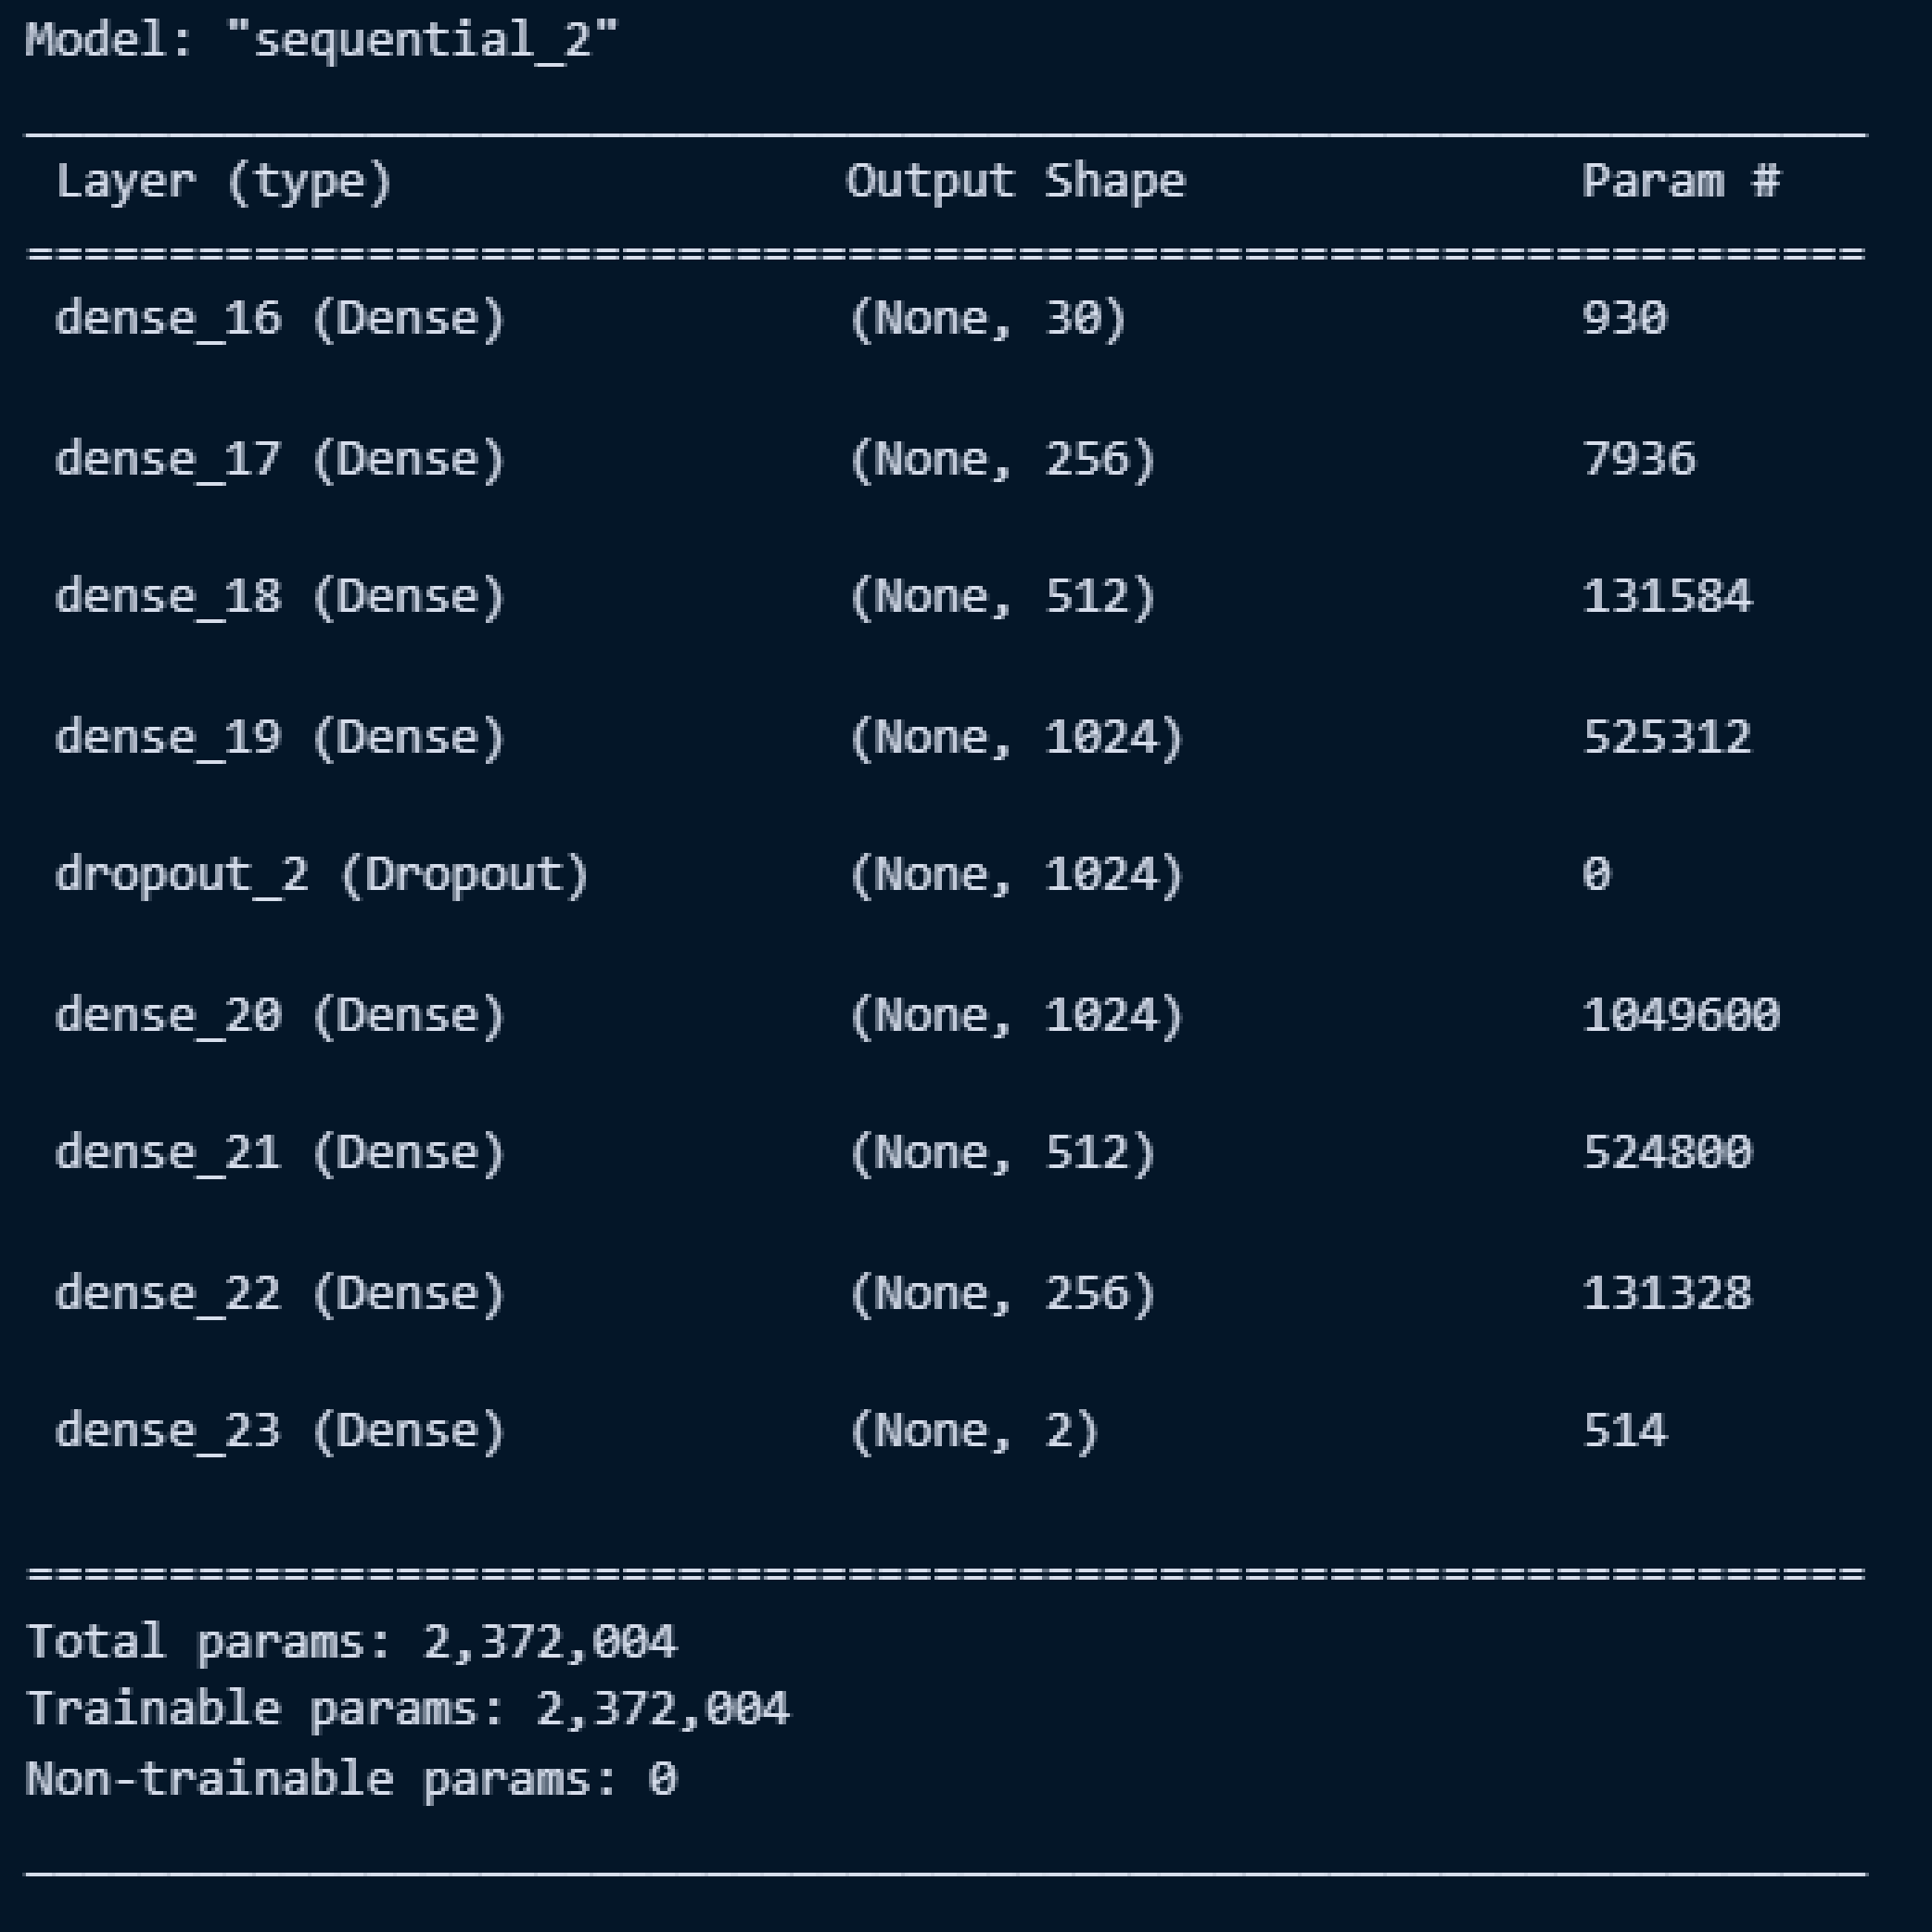 Model: "sequential_2"
_________________________________________________________________
Layer (type) Output Shape Param #
=================================================================
dense_16 (Dense) (None, 30) 930
dense_17 (Dense) (None, 256) 7936
dense_18 (Dense) (None, 512) 131584
dense_19 (Dense) (None, 1024) 525312
dropout_2 (Dropout) (None, 1024) 0
dense_20 (Dense) (None, 1024) 1049600
dense_21 (Dense) (None, 512) 524800
dense_22 (Dense) (None, 256) 131328
dense_23 (Dense) (None, 2) 514
=================================================================
Total params: 2,372,004
Trainable params: 2,372,004
Non-trainable params: 0
_________________________________________________________________